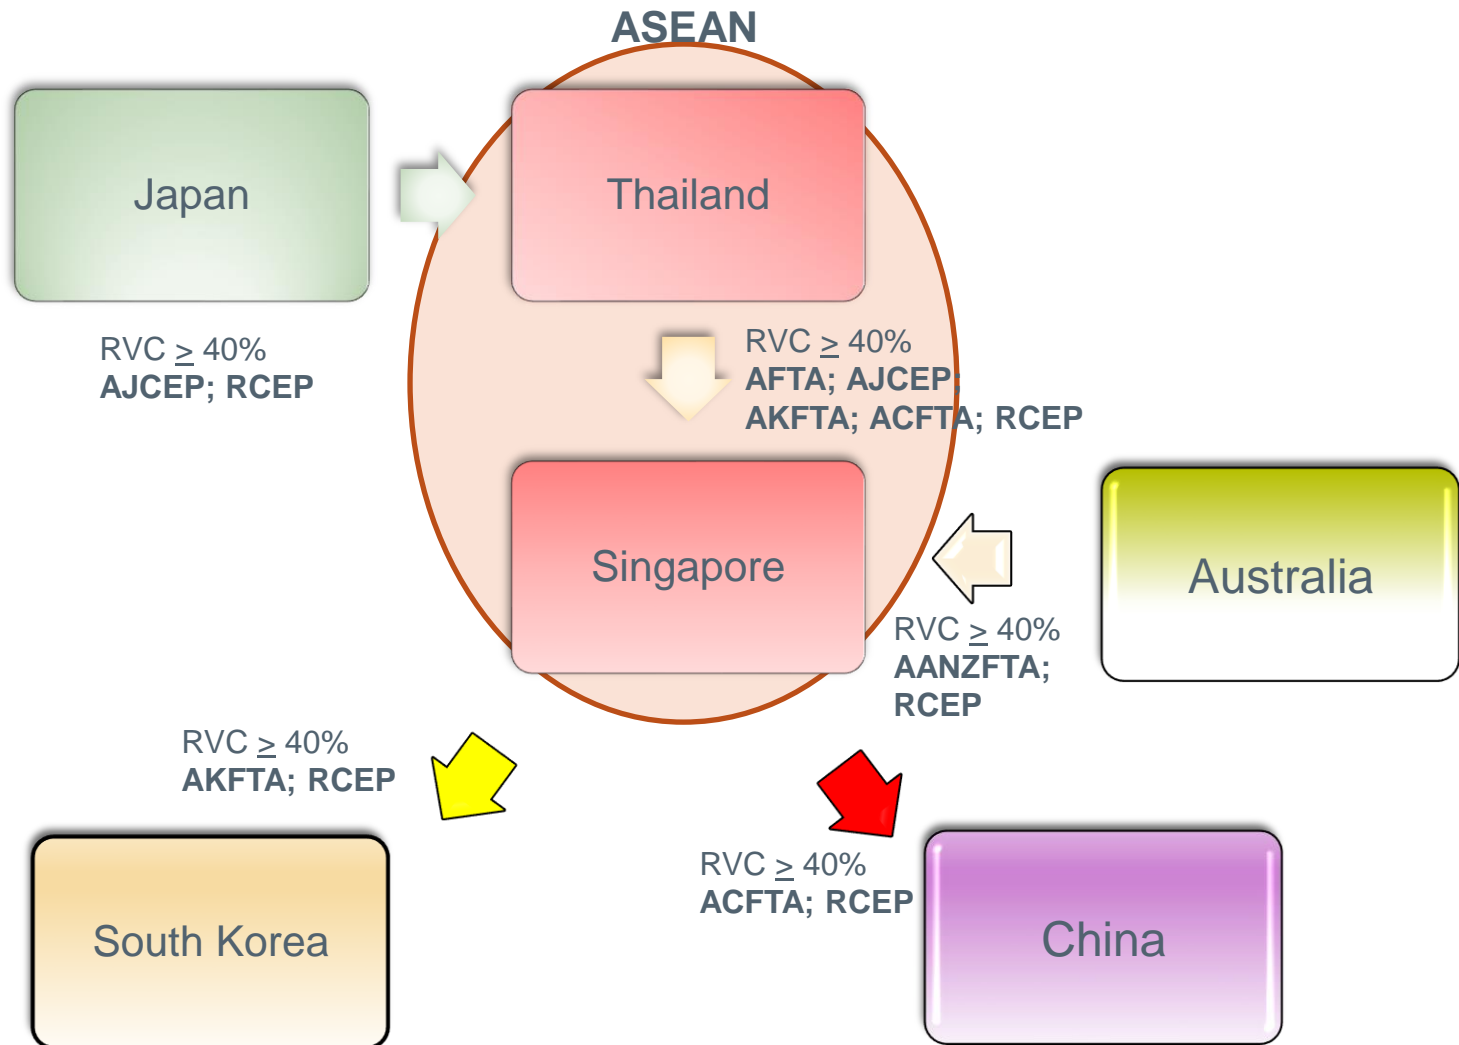 ASEAN
Japan
Thailand
RVC ≥ 40%
AJCEP; RCEP
RVC ≥ 40%
AFTA; AJCEP;
AKFTA; ACFTA; RCEP
Singapore
Australia
RVC ≥ 40%
AANZFTA;
RCEP
RVC ≥ 40%
AKFTA; RCEP
RVC ≥ 40%
ACFTA; RCEP
South Korea
China